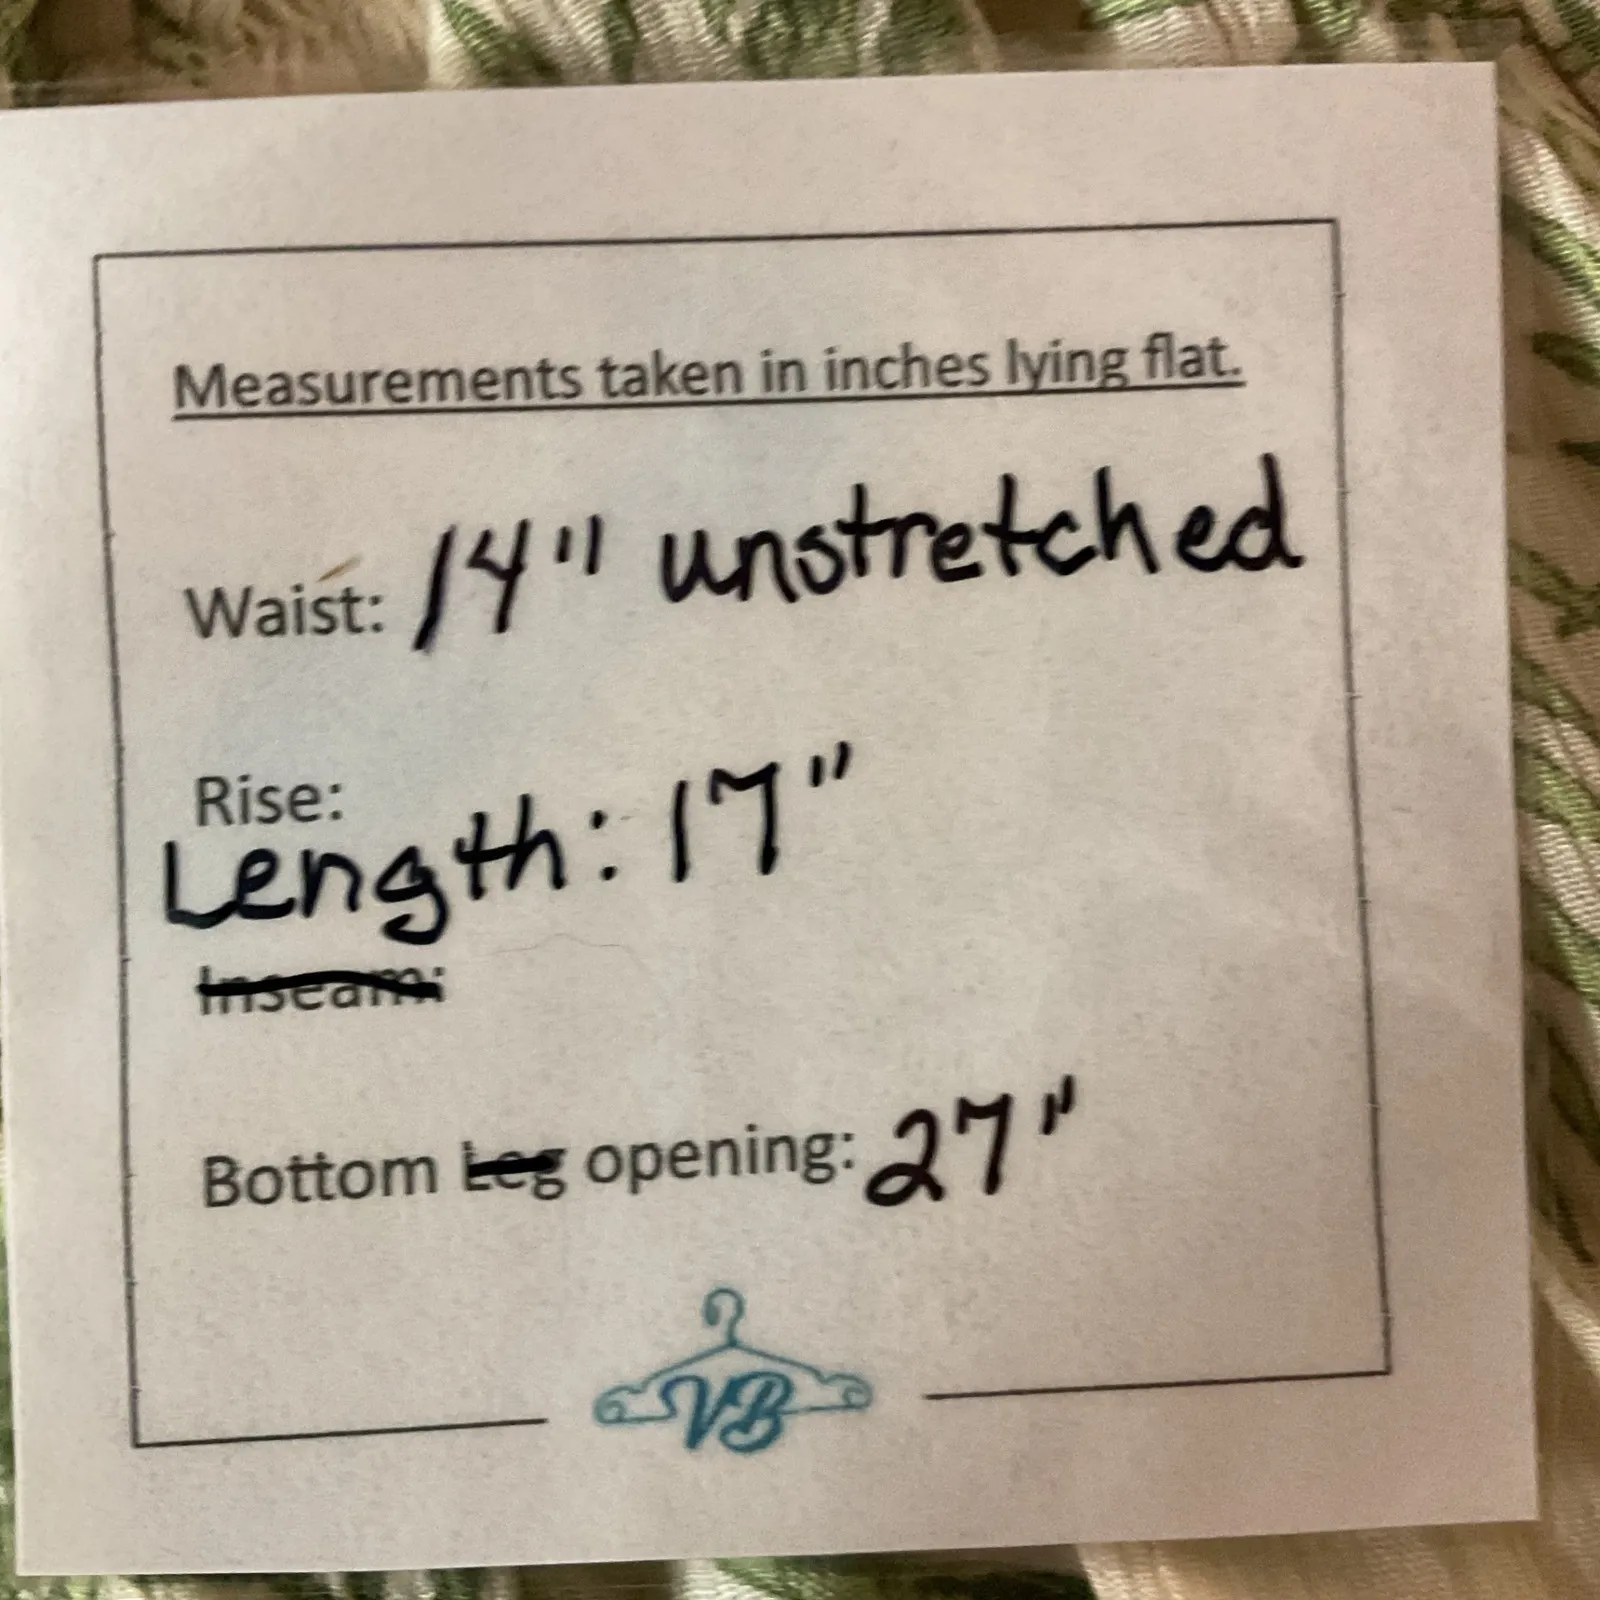 Measurements taken in inches lying flat.
Waist: 14" unstretched
Rise:
Length: 17"
Inseam:
Bottom Leg opening: 27"
VB